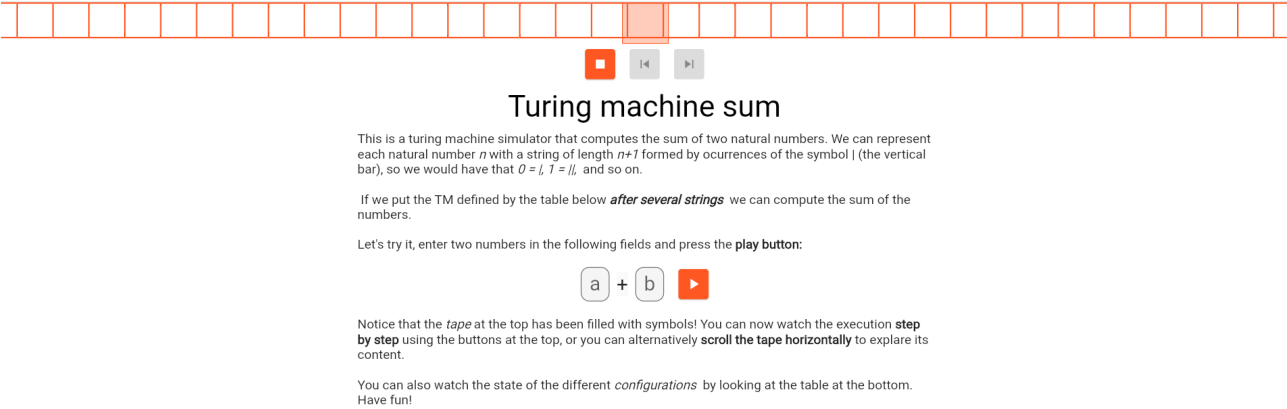 Turing machine sum
This is a turing machine simulator that computes the sum of two natural numbers. We can represent
each natural number n with a string of length n+1 formed by ocurrences of the symbol | (the vertical
bar), so we would have that 0 = |, 1 = ||, and so on.
If we put the TM defined by the table below after several strings we can compute the sum of the
numbers.
Let's try it, enter two numbers in the following fields and press the play button:
a + b
Notice that the tape at the top has been filled with symbols! You can now watch the execution step
by step using the buttons at the top, or you can alternatively scroll the tape horizontally to explare its
content.
You can also watch the state of the different configurations by looking at the table at the bottom.
Have fun!